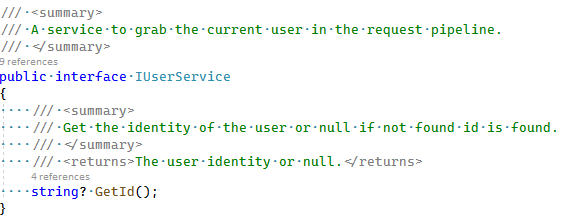 /// <summary>
/// A service to grab the current user in the request pipeline.
/// </summary>
9 references
public interface IUserService
{
    /// <summary>
    /// Get the identity of the user or null if not found id is found.
    /// </summary>
    /// <returns>The user identity or null.</returns>
    4 references
    string? GetId();
}